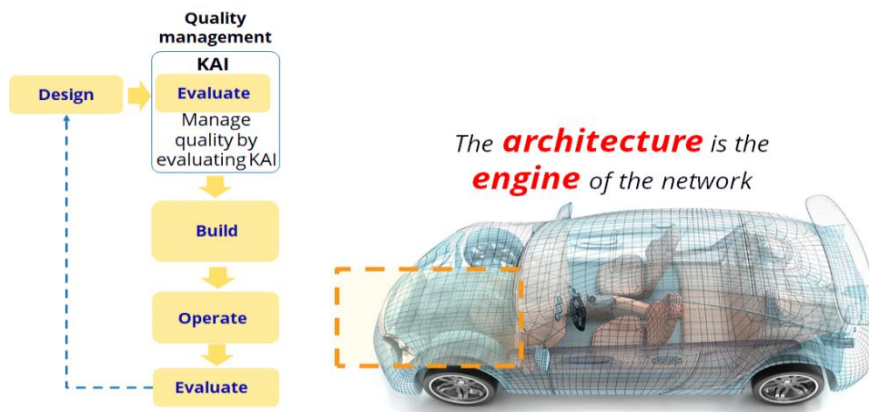 Quality
management
KAI
Design
Evaluate
Manage
quality by
evaluating KAI
Build
Operate
Evaluate
The architecture is the
engine of the network